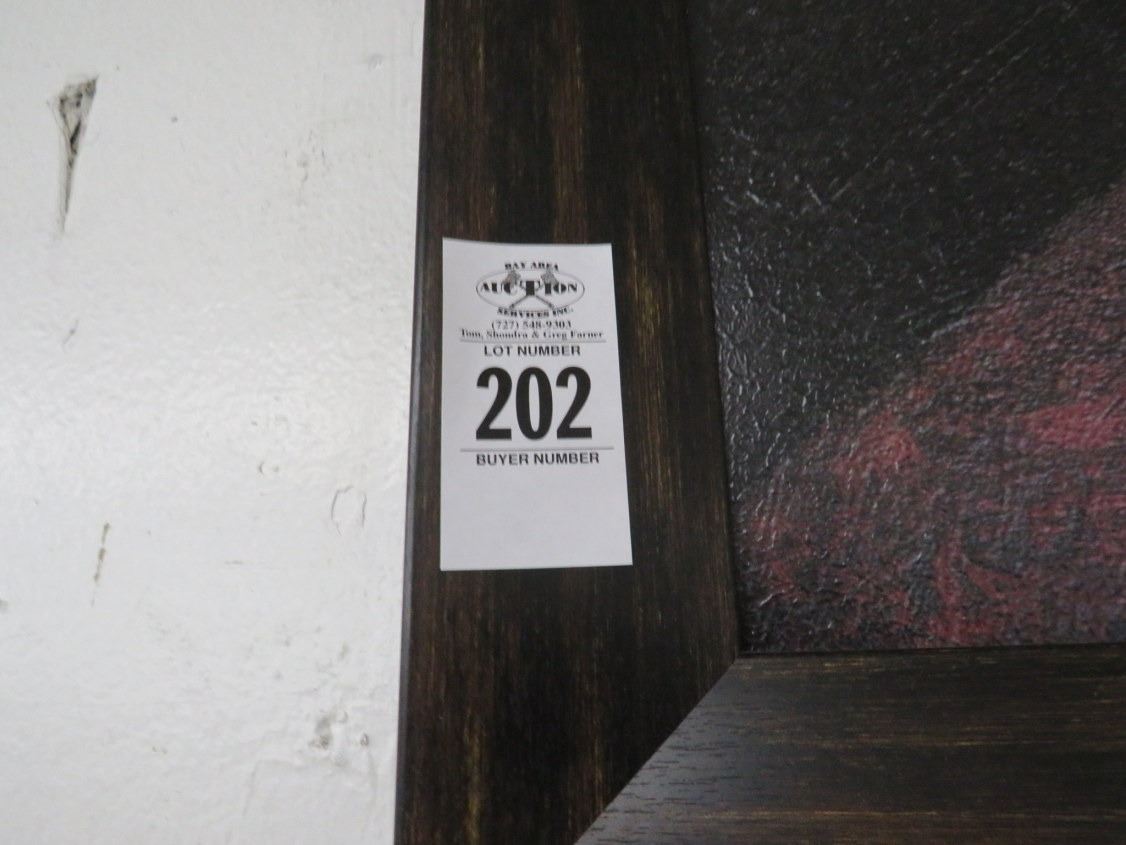 BAY AREA
AUCTION
SERVICES INC.
(727) 548-9303
Tom, Shondra & Greg Farner
LOT NUMBER
202
BUYER NUMBER